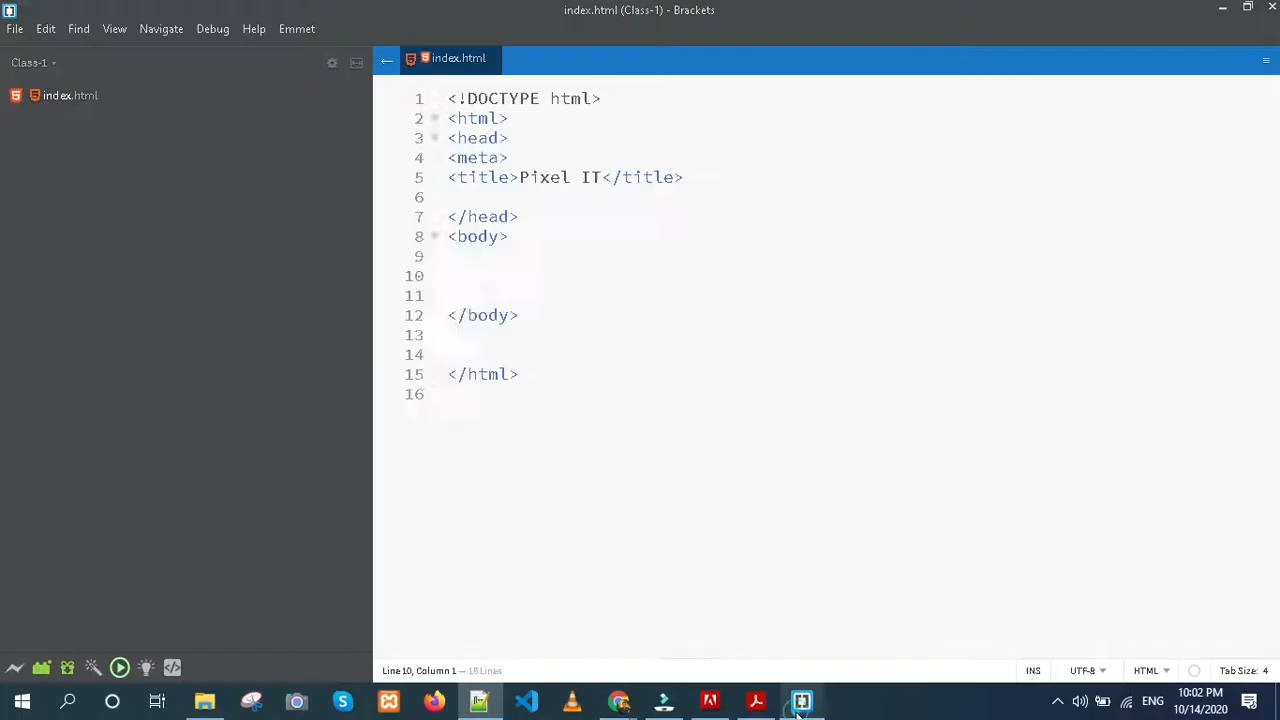 index.html (Class-1) - Brackets
File Edit Find View Navigate Debug Help Emmet
Class-1
index.html
index.html
1 <!DOCTYPE html>
2 <html>
3 <head>
4 <meta>
5 <title>Pixel IT</title>
6
7 </head>
8 <body>
9
10
11
12 </body>
13
14
15 </html>
16
Line 10, Column 1 — 16 Lines
INS UTF-8 HTML Tab Size: 4
ENG
10:02 PM
10/14/2020